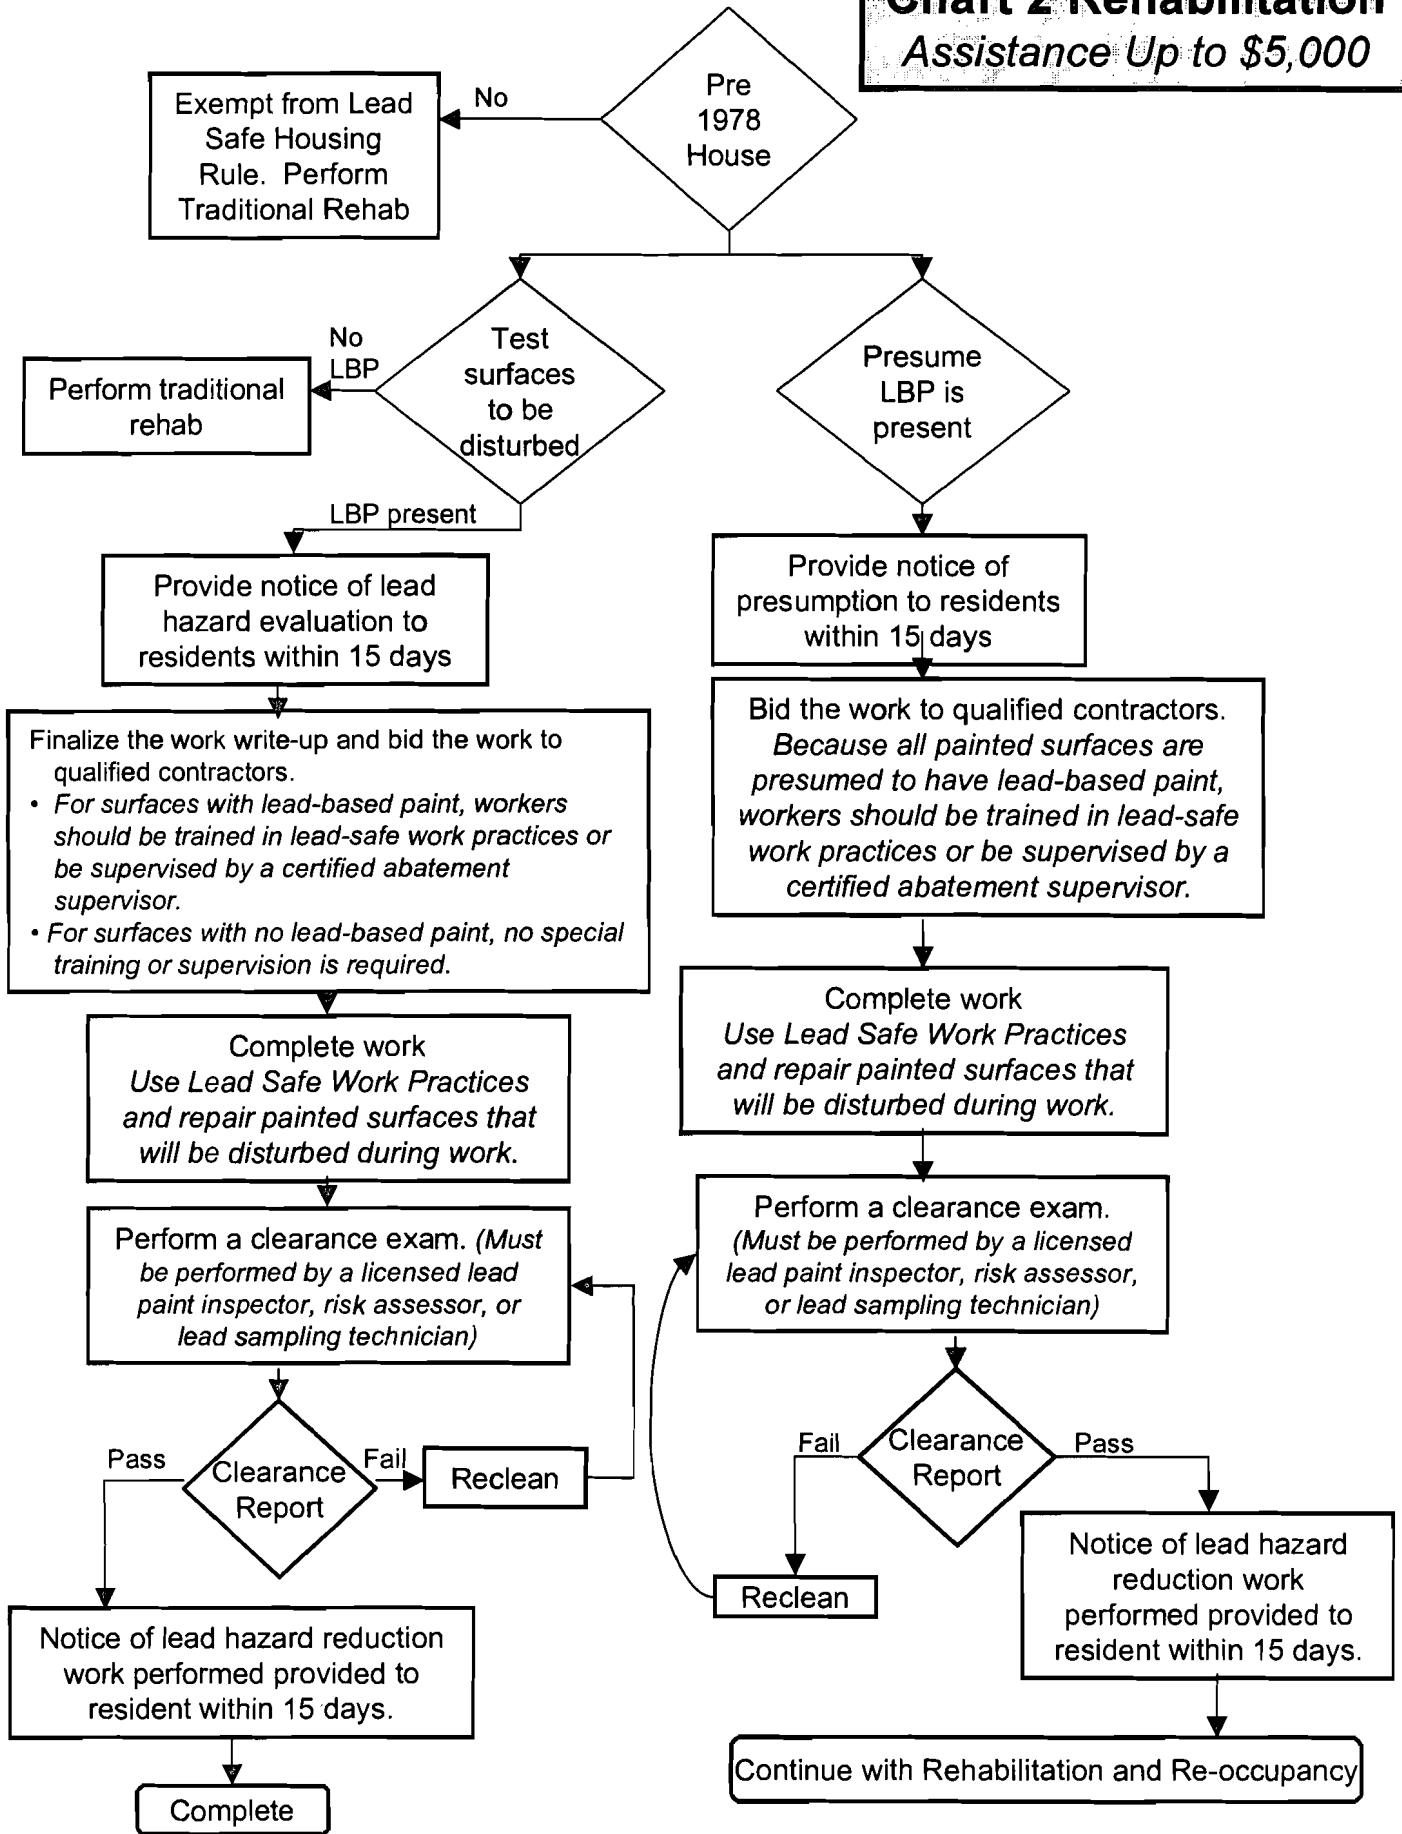 Chart 2 Rehabilitation
Assistance Up to $5,000
Pre
1978
House
No
Exempt from Lead
Safe Housing
Rule. Perform
Traditional Rehab
Test
surfaces
to be
disturbed
No
LBP
Perform traditional
rehab
Presume
LBP is
present
LBP present
Provide notice of lead
hazard evaluation to
residents within 15 days
Provide notice of
presumption to residents
within 15 days
Finalize the work write-up and bid the work to
qualified contractors.
• For surfaces with lead-based paint, workers
should be trained in lead-safe work practices or
be supervised by a certified abatement
supervisor.
• For surfaces with no lead-based paint, no special
training or supervision is required.
Bid the work to qualified contractors.
Because all painted surfaces are
presumed to have lead-based paint,
workers should be trained in lead-safe
work practices or be supervised by a
certified abatement supervisor.
Complete work
Use Lead Safe Work Practices
and repair painted surfaces that
will be disturbed during work.
Complete work
Use Lead Safe Work Practices
and repair painted surfaces that
will be disturbed during work.
Perform a clearance exam. (Must
be performed by a licensed lead
paint inspector, risk assessor, or
lead sampling technician)
Perform a clearance exam.
(Must be performed by a licensed
lead paint inspector, risk assessor,
or lead sampling technician)
Pass
Clearance
Report
Fail
Reclean
Fail
Clearance
Report
Pass
Reclean
Notice of lead hazard reduction
work performed provided to
resident within 15 days.
Notice of lead hazard
reduction work
performed provided to
resident within 15 days.
Complete
Continue with Rehabilitation and Re-occupancy